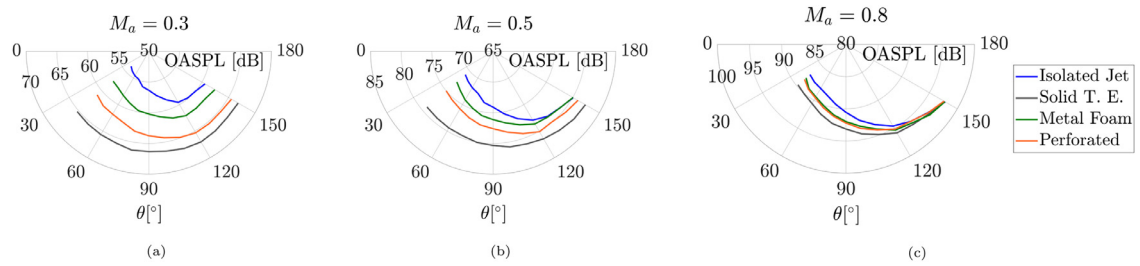 M_a = 0.3
0
50
OASPL [dB]
180
55
60
65
70
30
150
60
120
90
θ[°]
(a)
M_a = 0.5
0
65
OASPL [dB]
180
70
75
80
85
30
150
60
120
90
θ[°]
(b)
M_a = 0.8
0
80
OASPL [dB]
180
85
90
95
100
30
150
60
120
90
θ[°]
(c)
Isolated Jet
Solid T. E.
Metal Foam
Perforated